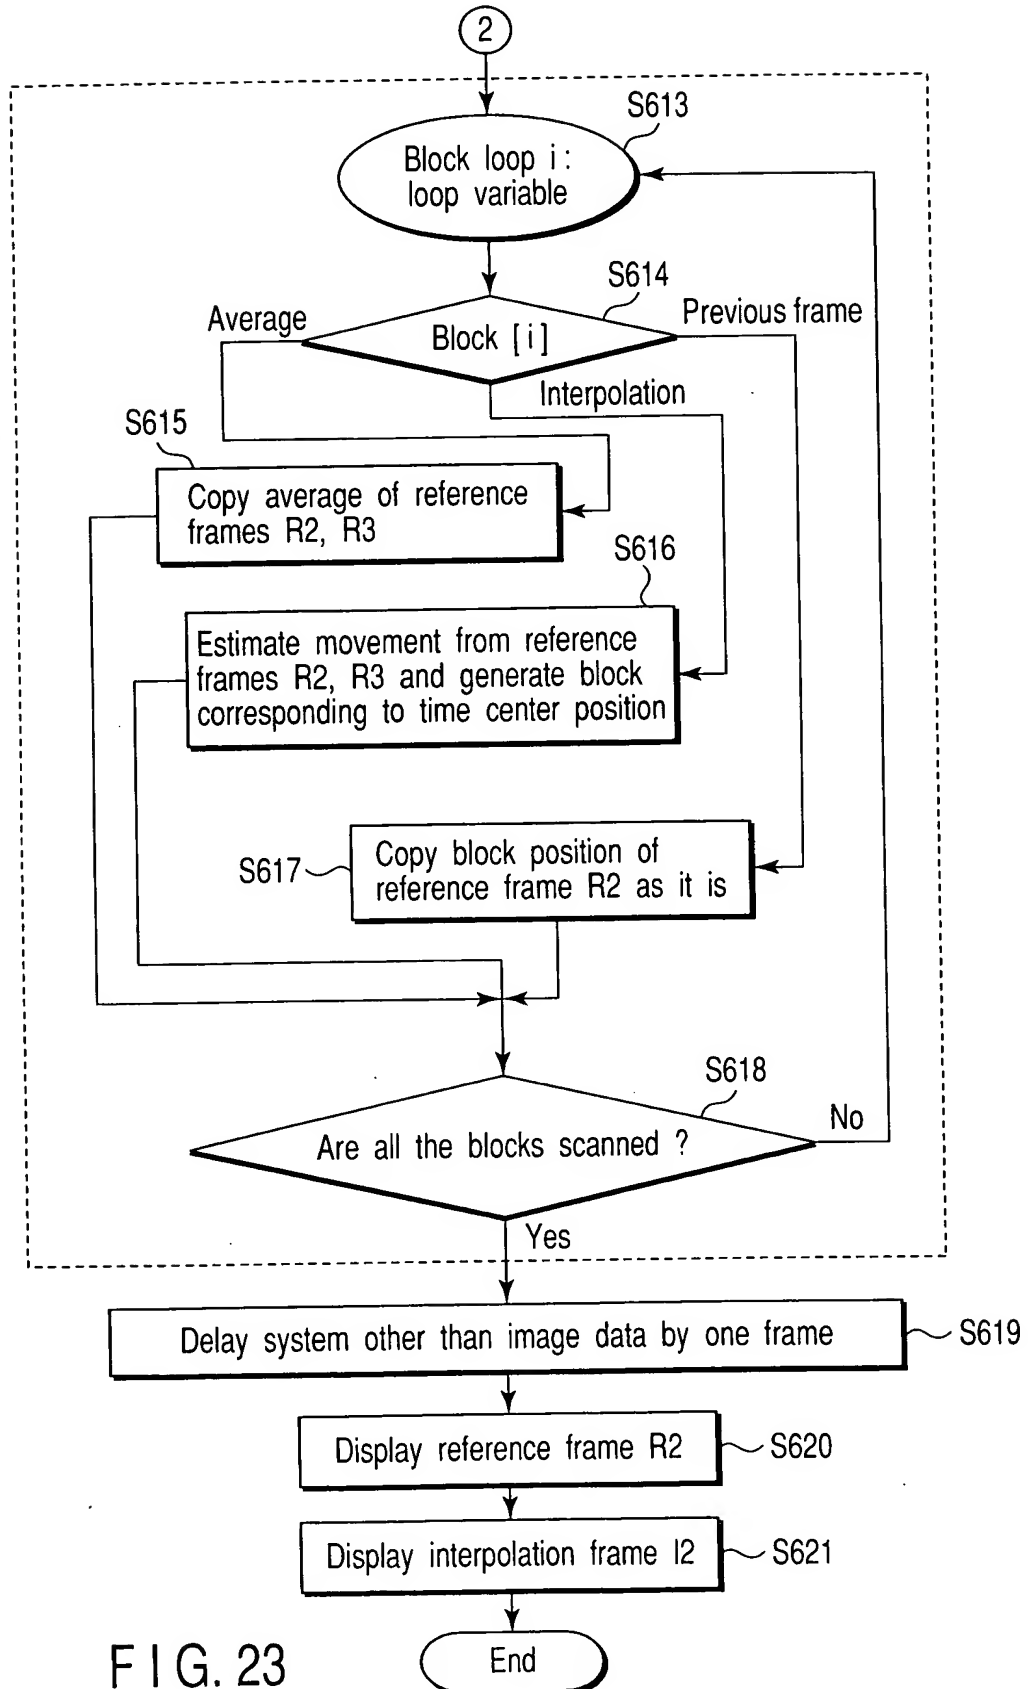 2
S613
Block loop i :
loop variable
S614
Average
Previous frame
Block [ i ]
Interpolation
S615
Copy average of reference
frames R2, R3
S616
Estimate movement from reference
frames R2, R3 and generate block
corresponding to time center position
S617
Copy block position of
reference frame R2 as it is
S618
No
Are all the blocks scanned ?
Yes
Delay system other than image data by one frame
S619
Display reference frame R2
S620
Display interpolation frame I2
S621
End
F I G. 23